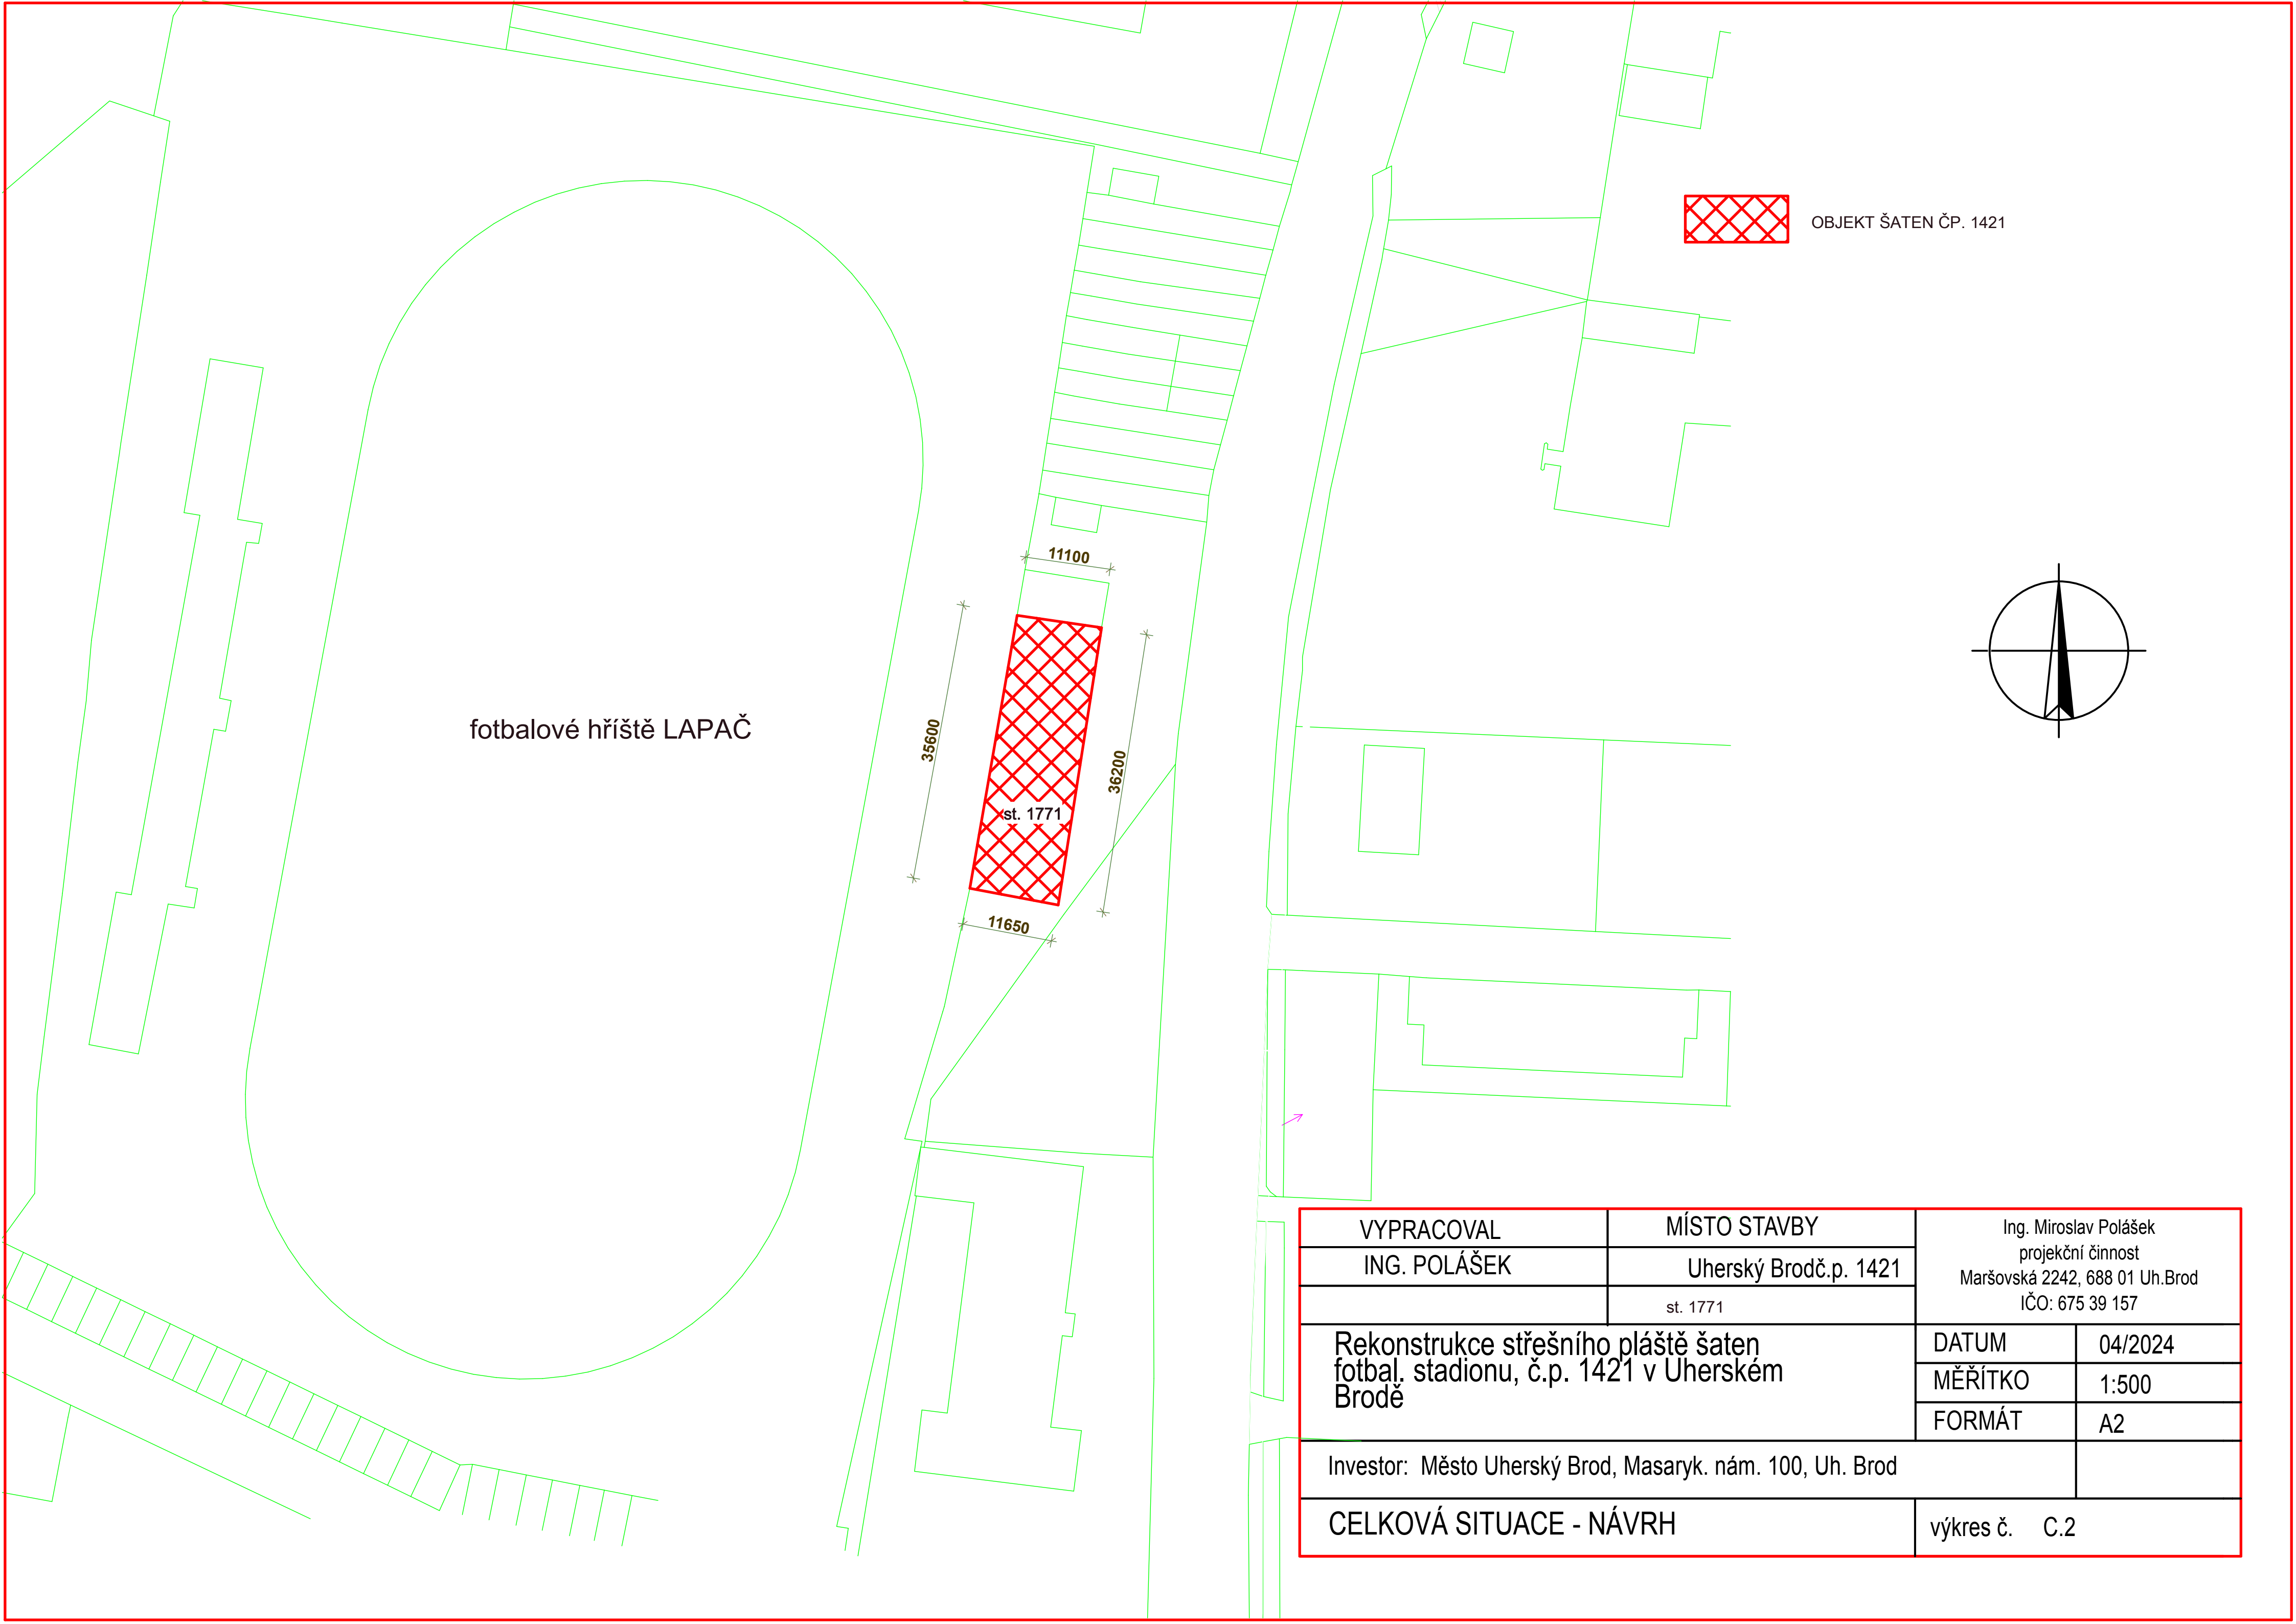 OBJEKT ŠATEN ČP. 1421
11100
fotbalové hříště LAPAČ
35600
36200
st. 1771
11650
VYPRACOVAL
MÍSTO STAVBY
ING. POLÁŠEK
Uherský Brodč.p. 1421
st. 1771
Ing. Miroslav Polášek
projekční činnost
Maršovská 2242, 688 01 Uh.Brod
IČO: 675 39 157
Rekonstrukce střešního pláště šaten
fotbal. stadionu, č.p. 1421 v Uherském
Brodě
DATUM 04/2024
MĚŘÍTKO 1:500
FORMÁT A2
Investor: Město Uherský Brod, Masaryk. nám. 100, Uh. Brod
CELKOVÁ SITUACE - NÁVRH
výkres č. C.2